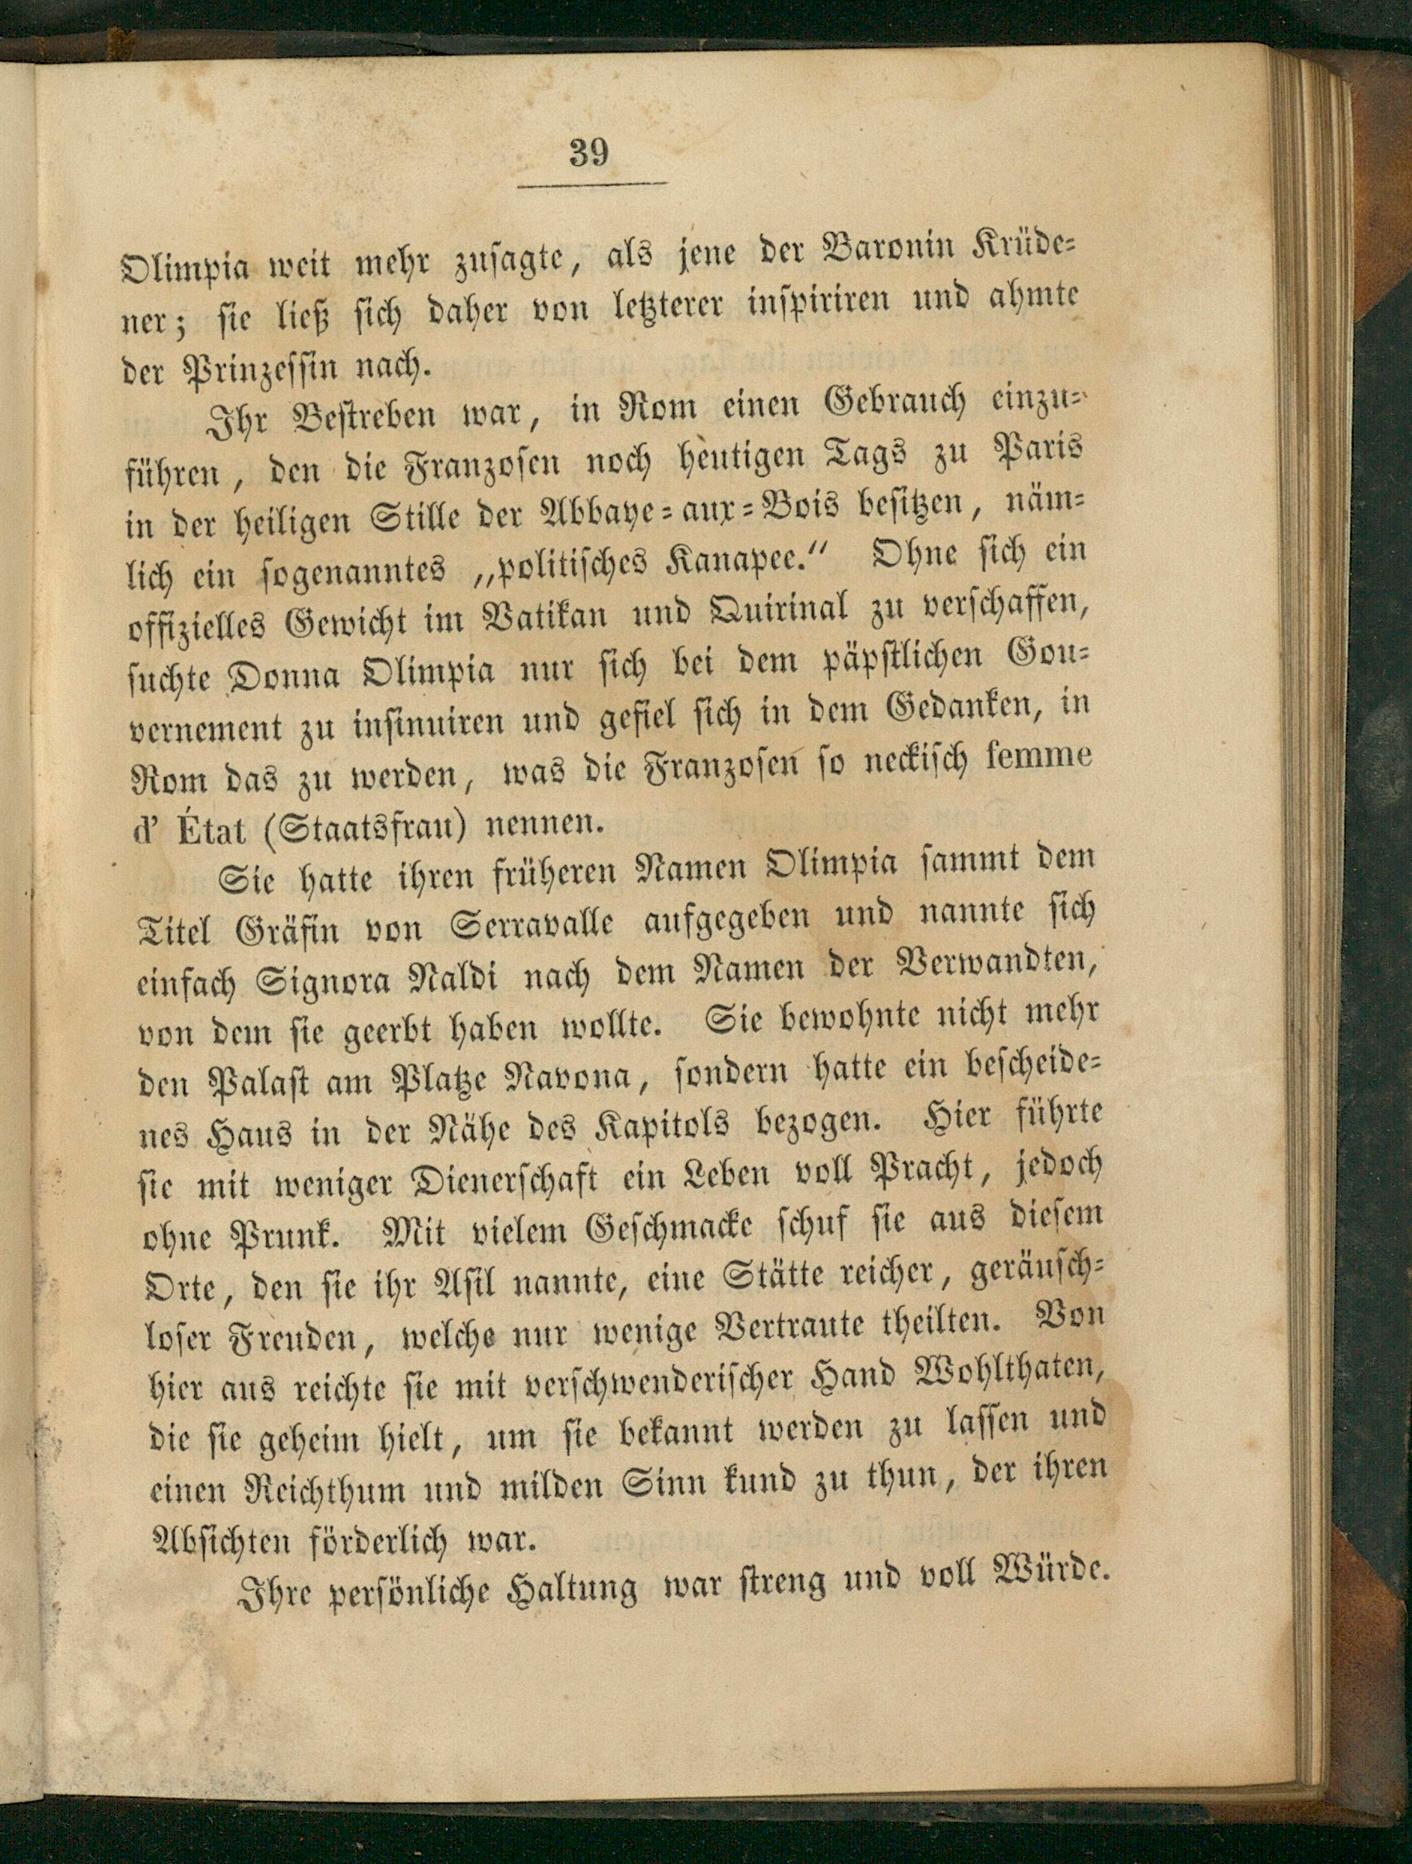 39
Olimpia weit mehr zusagte, als jene der Baronin Krüde-
ner; sie ließ sich daher von letzterer inspiriren und ahmte
der Prinzessin nach.
Ihr Bestreben war, in Rom einen Gebrauch einzu-
führen, den die Franzosen noch heutigen Tags zu Paris
in der heiligen Stille der Abbaye-aux-Bois besitzen, näm-
lich ein sogenanntes „politisches Kanapee.“ Ohne sich ein
offizielles Gewicht im Vatikan und Quirinal zu verschaffen,
suchte Donna Olimpia nur sich bei dem päpstlichen Gou-
vernement zu insinuiren und gefiel sich in dem Gedanken, in
Rom das zu werden, was die Franzosen so neckisch femme
d' État (Staatsfrau) nennen.
Sie hatte ihren früheren Namen Olimpia sammt dem
Titel Gräfin von Serravalle aufgegeben und nannte sich
einfach Signora Naldi nach dem Namen der Verwandten,
von dem sie geerbt haben wollte. Sie bewohnte nicht mehr
den Palast am Platze Navona, sondern hatte ein bescheide-
nes Haus in der Nähe des Kapitols bezogen. Hier führte
sie mit weniger Dienerschaft ein Leben voll Pracht, jedoch
ohne Prunk. Mit vielem Geschmacke schuf sie aus diesem
Orte, den sie ihr Asil nannte, eine Stätte reicher, geräusch-
loser Freuden, welche nur wenige Vertraute theilten. Von
hier aus reichte sie mit verschwenderischer Hand Wohlthaten,
die sie geheim hielt, um sie bekannt werden zu lassen und
einen Reichthum und milden Sinn kund zu thun, der ihren
Absichten förderlich war.
Ihre persönliche Haltung war streng und voll Würde.